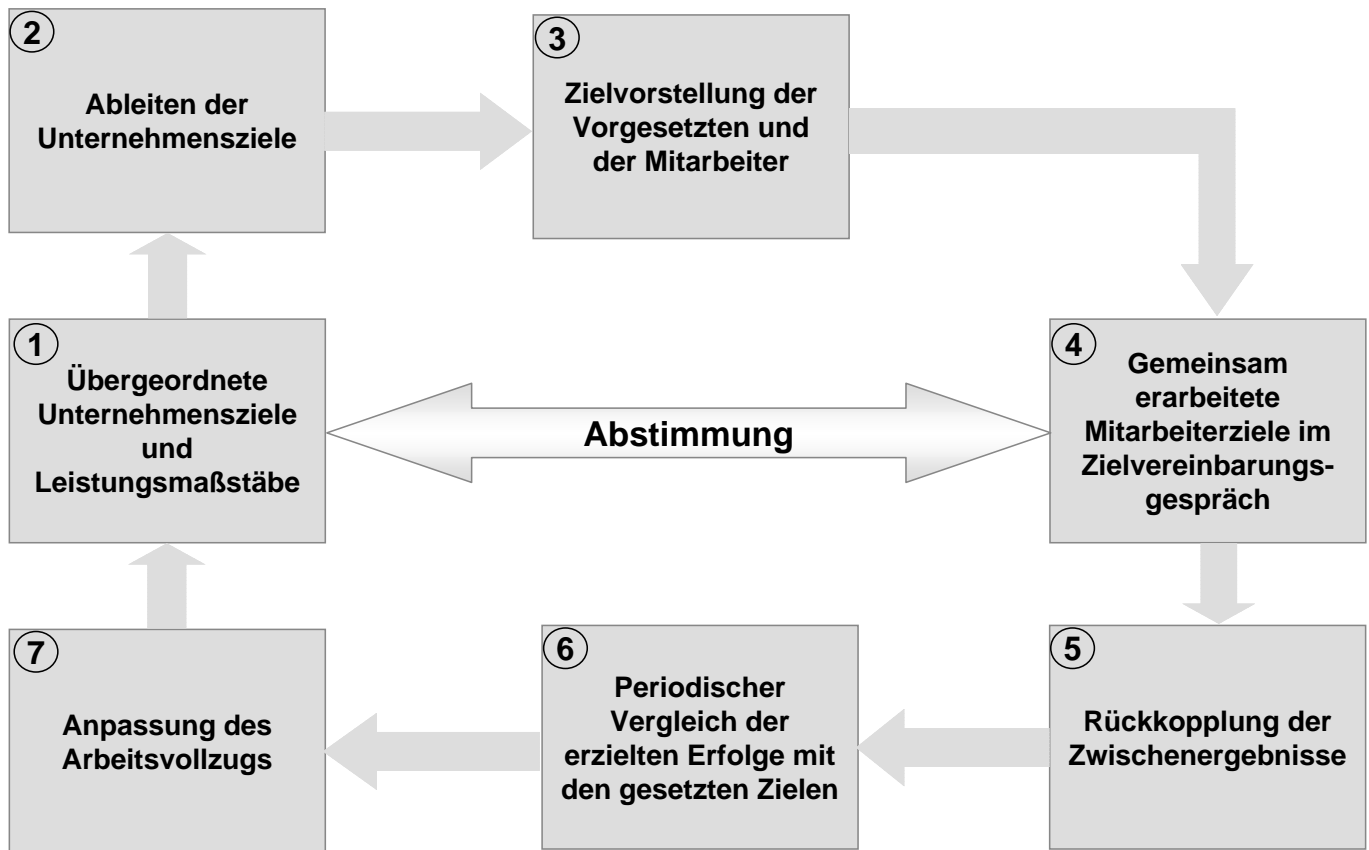 2
Ableiten der
Unternehmensziele
3
Zielvorstellung der
Vorgesetzten und
der Mitarbeiter
1
Übergeordnete
Unternehmensziele
und
Leistungsmaßstäbe
Abstimmung
4
Gemeinsam
erarbeitete
Mitarbeiterziele im
Zielvereinbarungs-
gespräch
7
Anpassung des
Arbeitsvollzugs
6
Periodischer
Vergleich der
erzielten Erfolge mit
den gesetzten Zielen
5
Rückkopplung der
Zwischenergebnisse